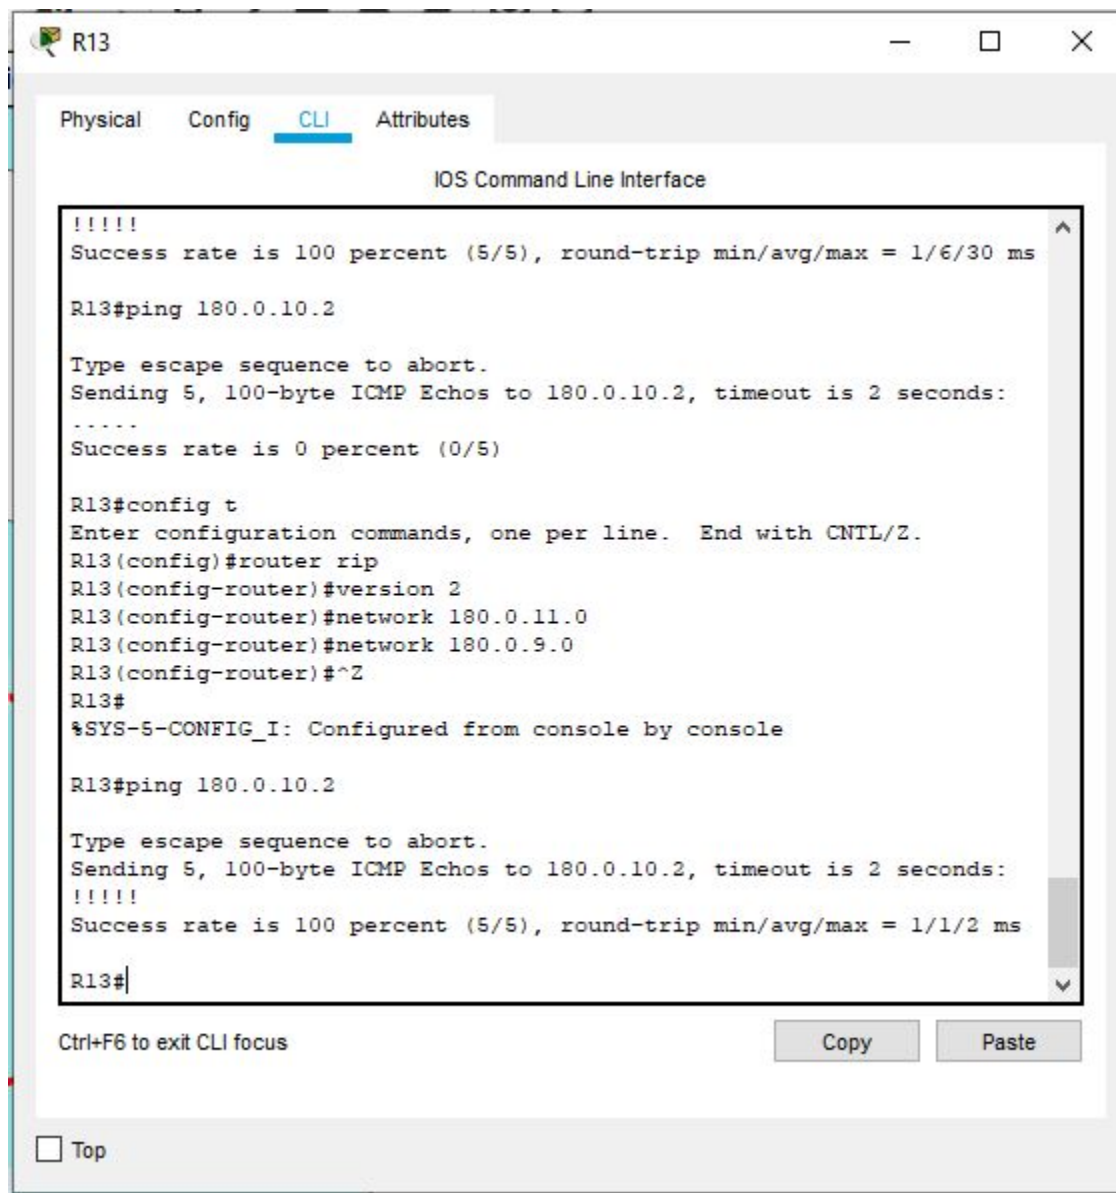 R13
Physical Config CLI Attributes
IOS Command Line Interface
!!!!!
Success rate is 100 percent (5/5), round-trip min/avg/max = 1/6/30 ms
R13#ping 180.0.10.2
Type escape sequence to abort.
Sending 5, 100-byte ICMP Echos to 180.0.10.2, timeout is 2 seconds:
.....
Success rate is 0 percent (0/5)
R13#config t
Enter configuration commands, one per line.  End with CNTL/Z.
R13(config)#router rip
R13(config-router)#version 2
R13(config-router)#network 180.0.11.0
R13(config-router)#network 180.0.9.0
R13(config-router)#^Z
R13#
%SYS-5-CONFIG_I: Configured from console by console
R13#ping 180.0.10.2
Type escape sequence to abort.
Sending 5, 100-byte ICMP Echos to 180.0.10.2, timeout is 2 seconds:
!!!!!
Success rate is 100 percent (5/5), round-trip min/avg/max = 1/1/2 ms
R13#
Ctrl+F6 to exit CLI focus
Copy Paste
Top